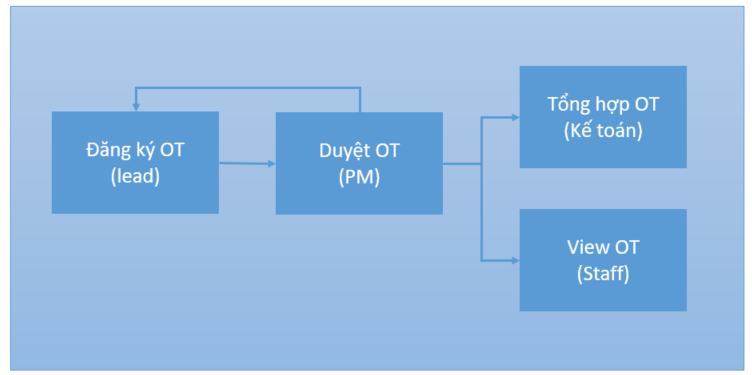 Đăng ký OT
(lead)
Duyệt OT
(PM)
Tổng hợp OT
(Kế toán)
View OT
(Staff)